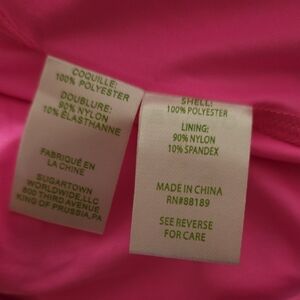 COQUILLE:
100% POLYESTER
DOUBLURE:
90% NYLON
10% ÉLASTHANNE
FABRIQUÉ EN
LA CHINE
SUGARTOWN
WORLDWIDE, LLC
800 THIRD AVENUE
KING OF PRUSSIA, PA
SHELL:
100% POLYESTER
LINING:
90% NYLON
10% SPANDEX
MADE IN CHINA
RN#88189
SEE REVERSE
FOR CARE